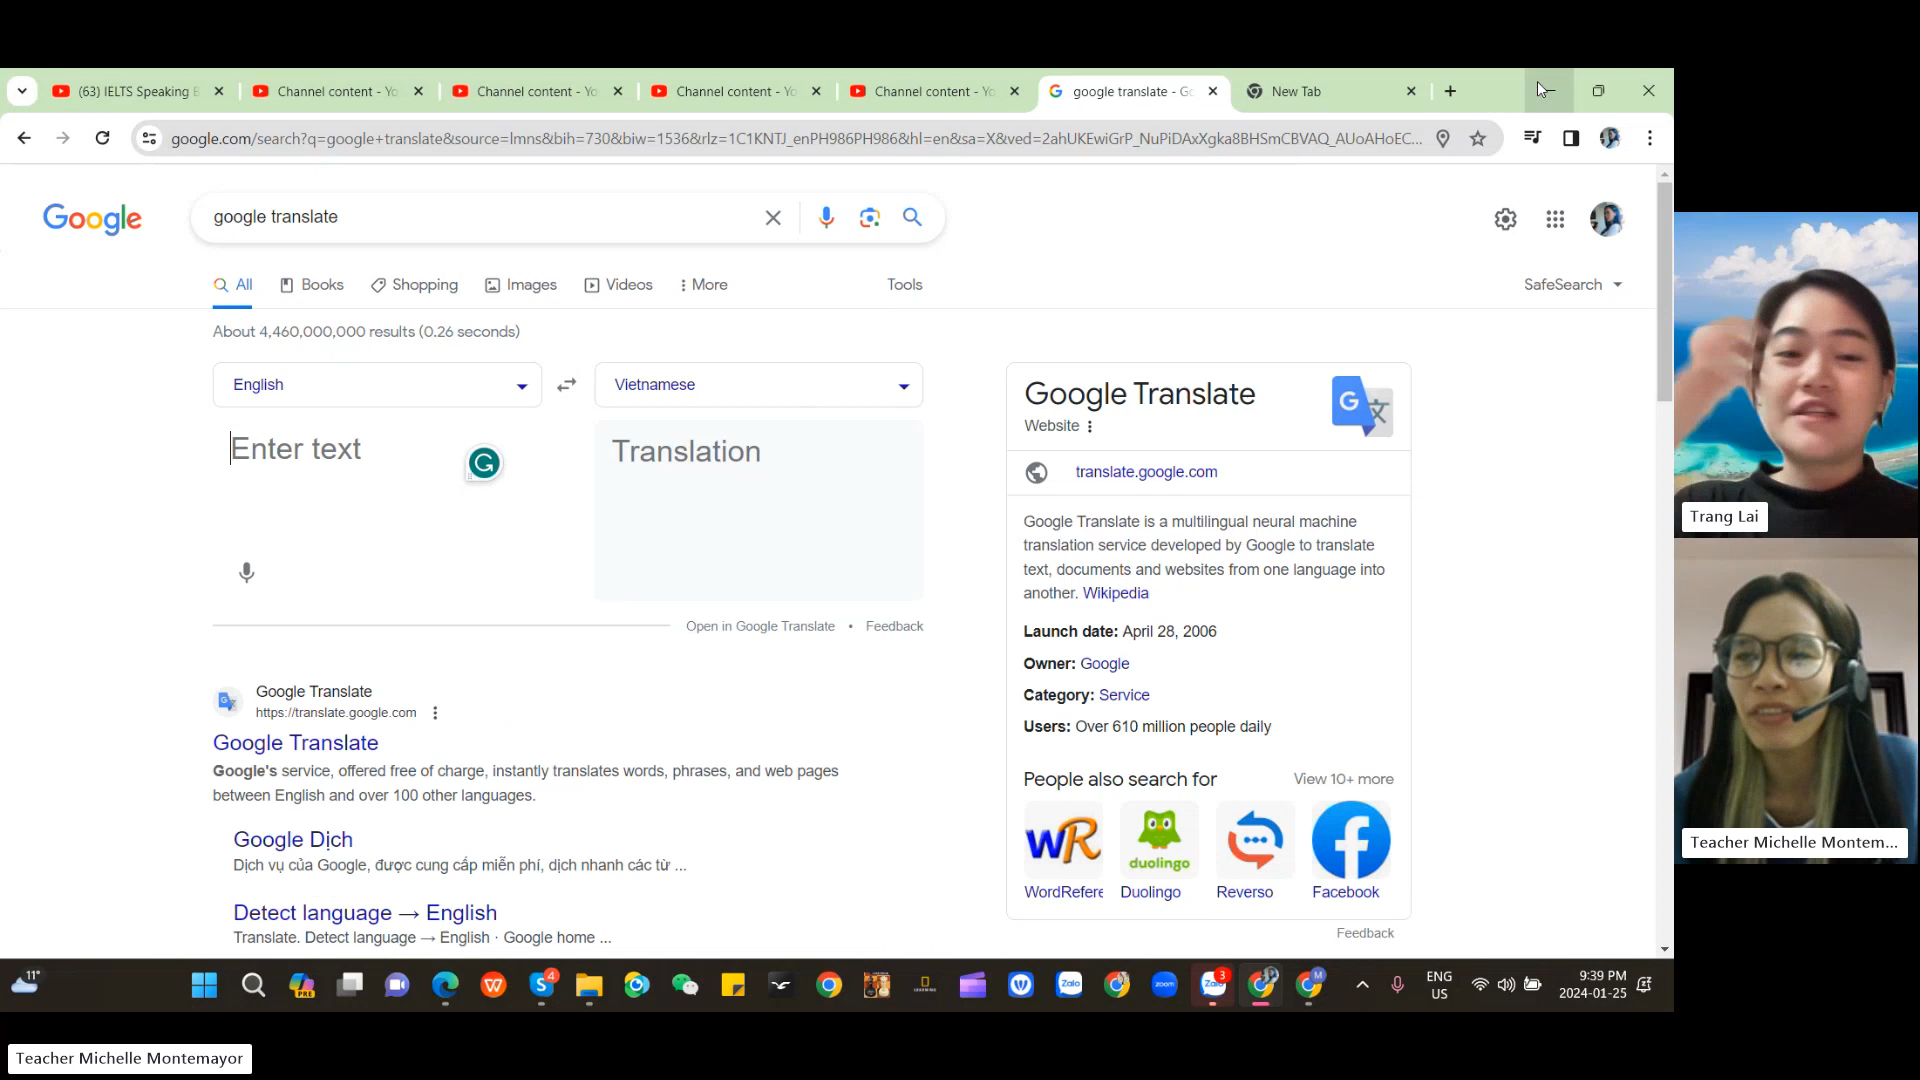 (63) IELTS Speaking
Channel content - Yo
Channel content - Yo
Channel content - Yo
Channel content - Yo
google translate - Go
New Tab
google.com/search?q=google+translate&source=lmns&bih=730&biw=1536&rlz=1C1KNTJ_enPH986PH986&hl=en&sa=X&ved=2ahUKEwiGrP_NuPiDAxXgka8BHSmCBVAQ_AUoAHoEC...
Google
google translate
All
Books
Shopping
Images
Videos
More
Tools
SafeSearch
About 4,460,000,000 results (0.26 seconds)
English
Vietnamese
Enter text
Translation
Open in Google Translate • Feedback
Google Translate
https://translate.google.com
Google Translate
Google's service, offered free of charge, instantly translates words, phrases, and web pages
between English and over 100 other languages.
Google Dịch
Dịch vụ của Google, được cung cấp miễn phí, dịch nhanh các từ ...
Detect language → English
Translate. Detect language → English · Google home ...
Google Translate
Website
translate.google.com
Google Translate is a multilingual neural machine
translation service developed by Google to translate
text, documents and websites from one language into
another. Wikipedia
Launch date: April 28, 2006
Owner: Google
Category: Service
Users: Over 610 million people daily
People also search for
View 10+ more
duolingo
WordRefere
Duolingo
Reverso
Facebook
Feedback
Trang Lai
Teacher Michelle Montem...
11°
PRE
4
Zalo
zoom
Zalo
3
M
ENG
US
9:39 PM
2024-01-25
Teacher Michelle Montemayor